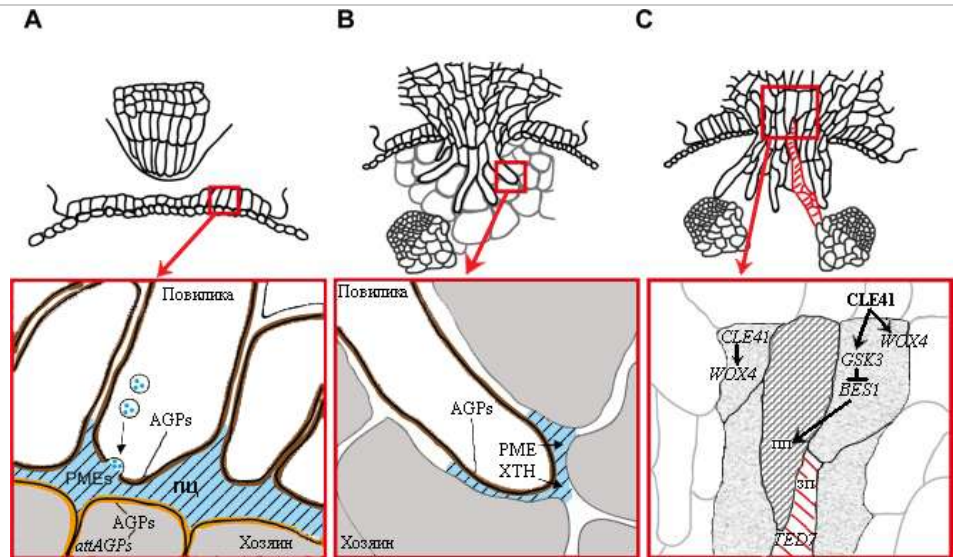 A
B
C
Повилика
AGPs
PMEs
пц
AGPs
attAGPs
Хозяин
Повилика
AGPs
PME
XTH
Хозяин
CLE41
CLE41
WOX4
WOX4
GSK3
BES1
пп
зп
TED7